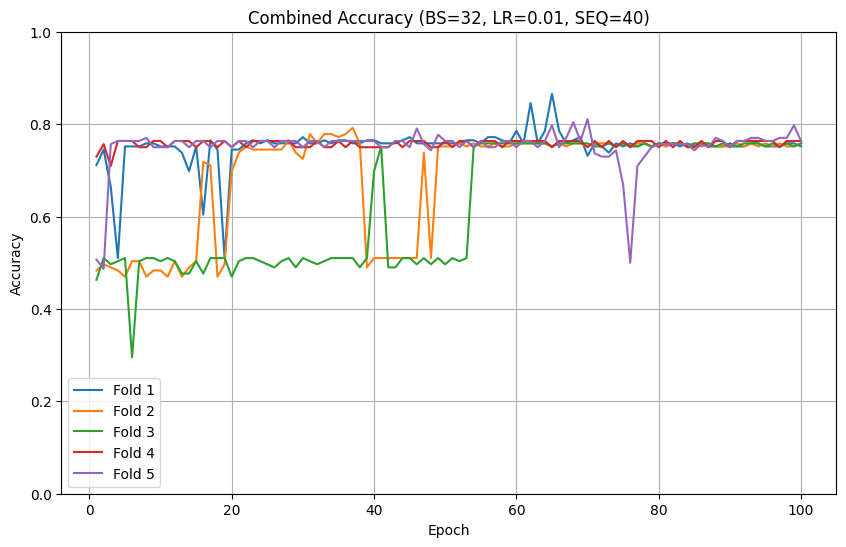 Combined Accuracy (BS=32, LR=0.01, SEQ=40)
Accuracy
1.0
0.8
0.6
0.4
0.2
0.0
Fold 1
Fold 2
Fold 3
Fold 4
Fold 5
0 20 40 60 80 100
Epoch